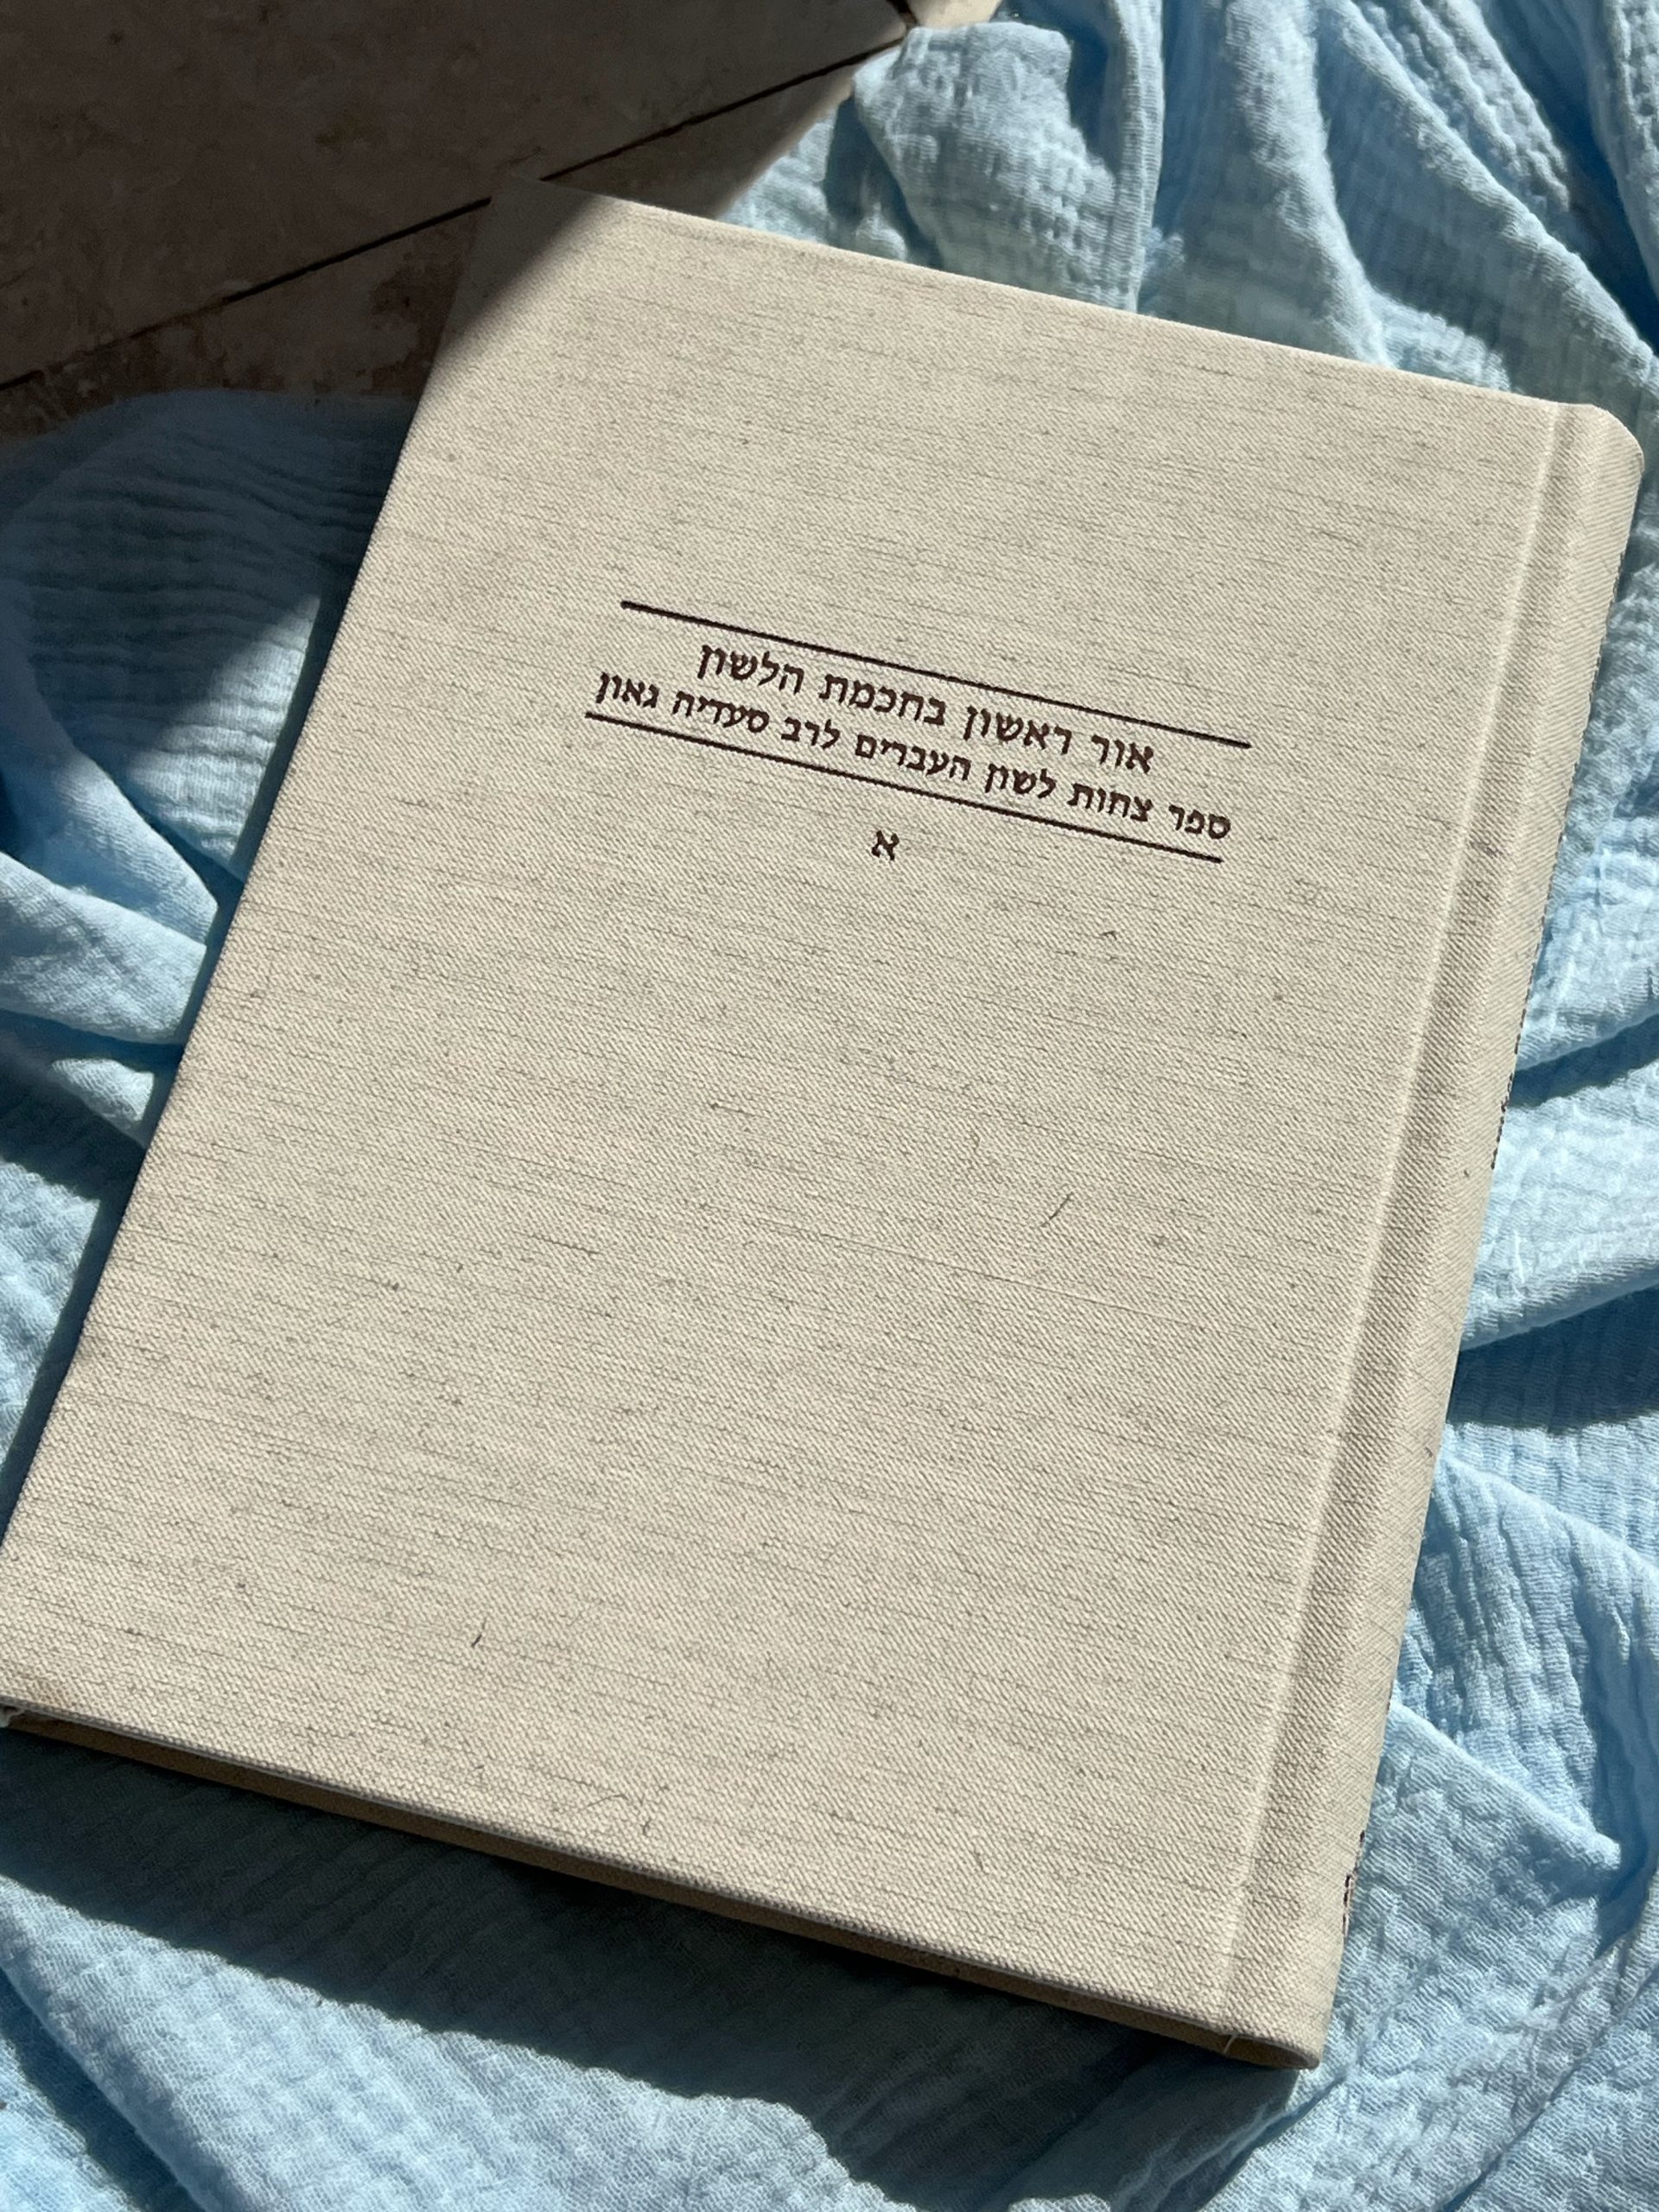 אור ראשון בחכמת הלשון
ספר צחות לשון העברים לרב סעדיה גאון
א